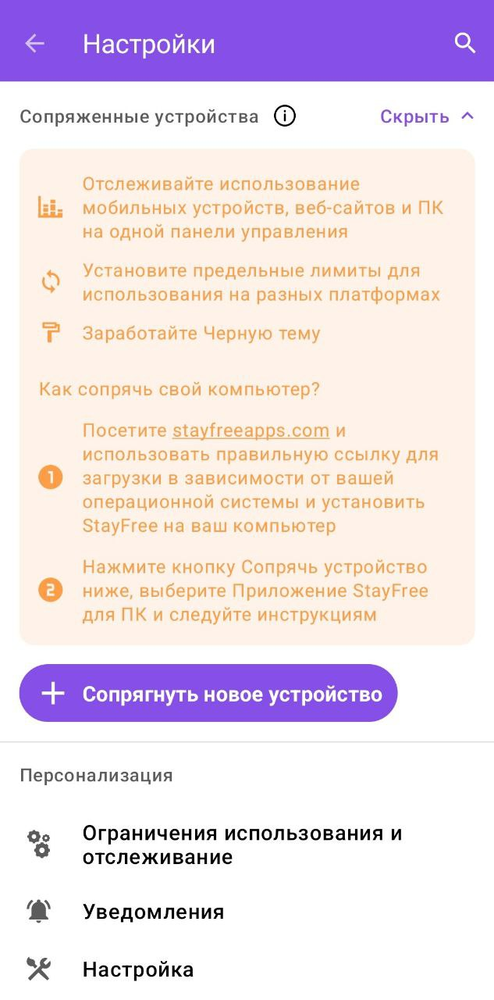 Настройки
Сопряженные устройства
Скрыть
Отслеживайте использование
мобильных устройств, веб-сайтов и ПК
на одной панели управления
Установите предельные лимиты для
использования на разных платформах
Заработайте Черную тему
Как сопрячь свой компьютер?
1
Посетите stayfreeapps.com и
использовать правильную ссылку для
загрузки в зависимости от вашей
операционной системы и установить
StayFree на ваш компьютер
2
Нажмите кнопку Сопрячь устройство
ниже, выберите Приложение StayFree
для ПК и следуйте инструкциям
Сопрягнуть новое устройство
Персонализация
Ограничения использования и
отслеживание
Уведомления
Настройка